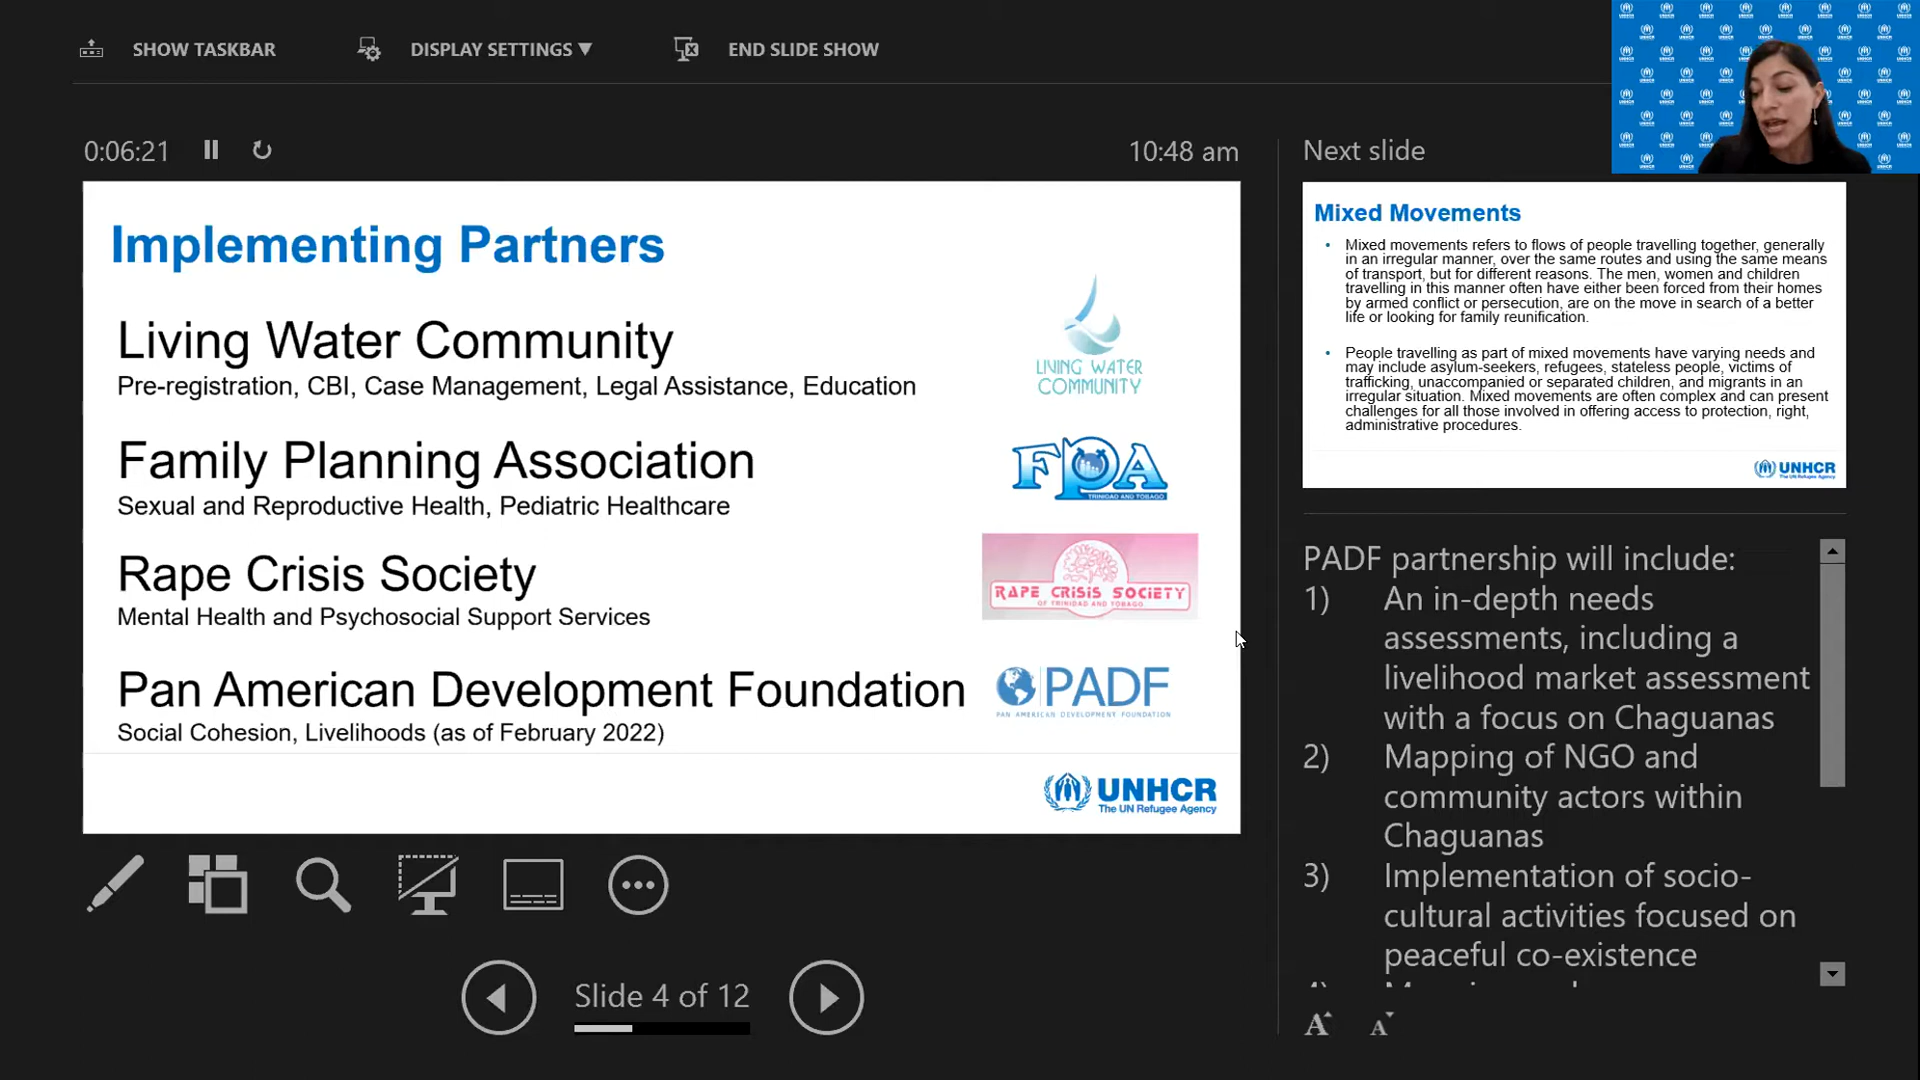 SHOW TASKBAR
DISPLAY SETTINGS ▼
END SLIDE SHOW
0:06:21
10:48 am
Implementing Partners
Living Water Community
Pre-registration, CBI, Case Management, Legal Assistance, Education
LIVING WATER
COMMUNITY
Family Planning Association
Sexual and Reproductive Health, Pediatric Healthcare
FPA
TRINIDAD AND TOBAGO
Rape Crisis Society
Mental Health and Psychosocial Support Services
RAPE CRISIS SOCIETY
OF TRINIDAD AND TOBAGO
Pan American Development Foundation
Social Cohesion, Livelihoods (as of February 2022)
PADF
PAN AMERICAN DEVELOPMENT FOUNDATION
UNHCR
The UN Refugee Agency
Slide 4 of 12
Next slide
Mixed Movements
• Mixed movements refers to flows of people travelling together, generally
in an irregular manner, over the same routes and using the same means
of transport, but for different reasons. The men, women and children
travelling in this manner often have either been forced from their homes
by armed conflict or persecution, are on the move in search of a better
life or looking for family reunification.
• People travelling as part of mixed movements have varying needs and
may include asylum-seekers, refugees, stateless people, victims of
trafficking, unaccompanied or separated children, and migrants in an
irregular situation. Mixed movements are often complex and can present
challenges for all those involved in offering access to protection, right,
administrative procedures.
UNHCR
The UN Refugee Agency
PADF partnership will include:
1) An in-depth needs
assessments, including a
livelihood market assessment
with a focus on Chaguanas
2) Mapping of NGO and
community actors within
Chaguanas
3) Implementation of socio-
cultural activities focused on
peaceful co-existence
A A